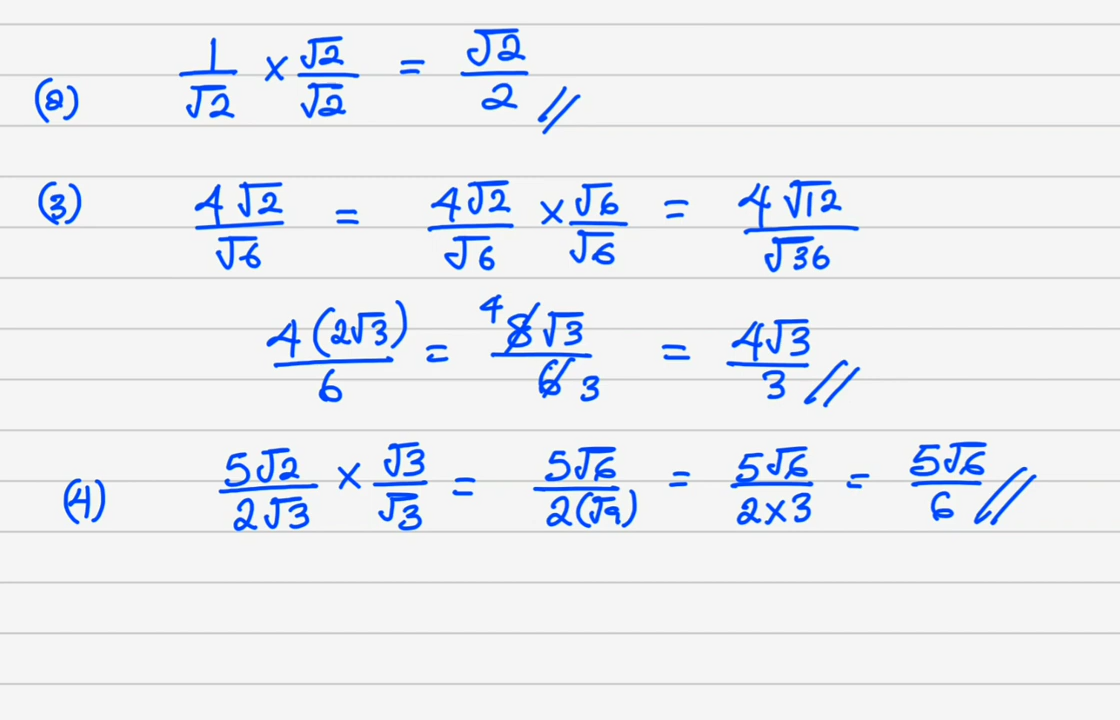 (2) 1/√2 × √2/√2 = √2/2 //
(3) 4√2/√6 = 4√2/√6 × √6/√6 = 4√12/√36
4(2√3)/6 = 4 8√3/6 3 = 4√3/3 //
(4) 5√2/2√3 × √3/√3 = 5√6/2(√9) = 5√6/2×3 = 5√6/6 //